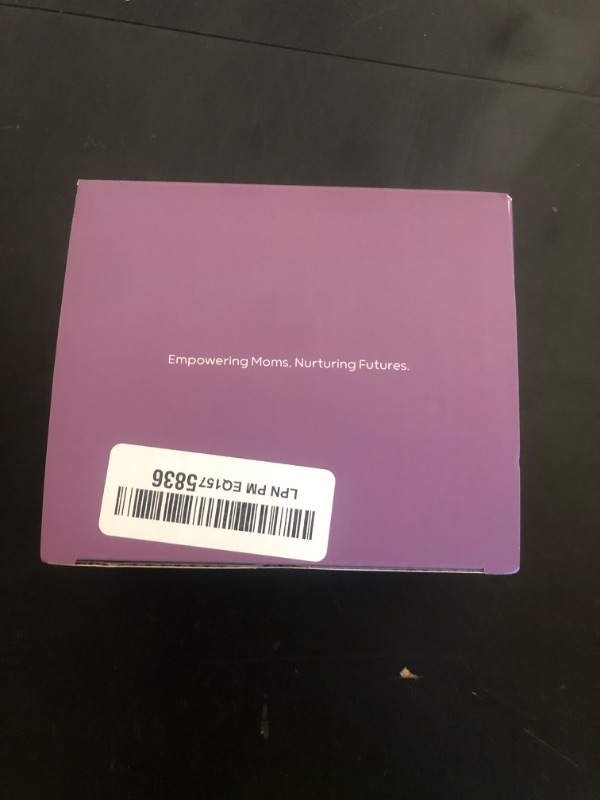 Empowering Moms. Nurturing Futures.
LPN PM EQ1575836